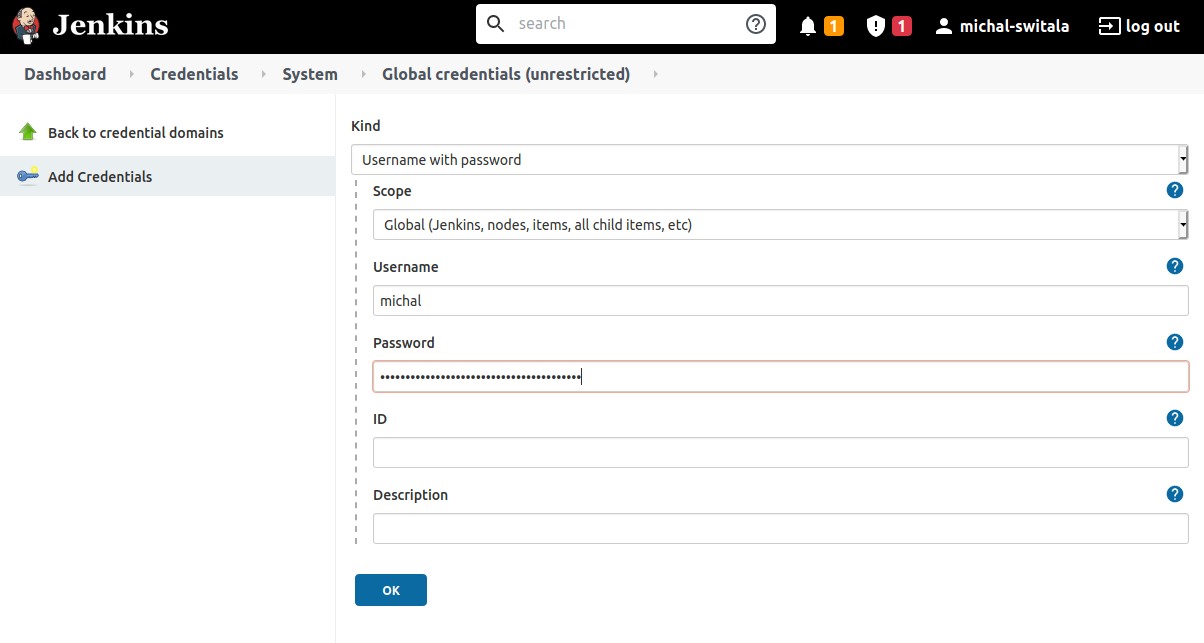 Jenkins search ? 1 1 michal-switala log out
Dashboard Credentials System Global credentials (unrestricted)
Back to credential domains
Add Credentials
Kind
Username with password
Scope ?
Global (Jenkins, nodes, items, all child items, etc)
Username ?
michal
Password ?
••••••••••••••••••••••••••••••••••••••••
ID ?
Description ?
OK